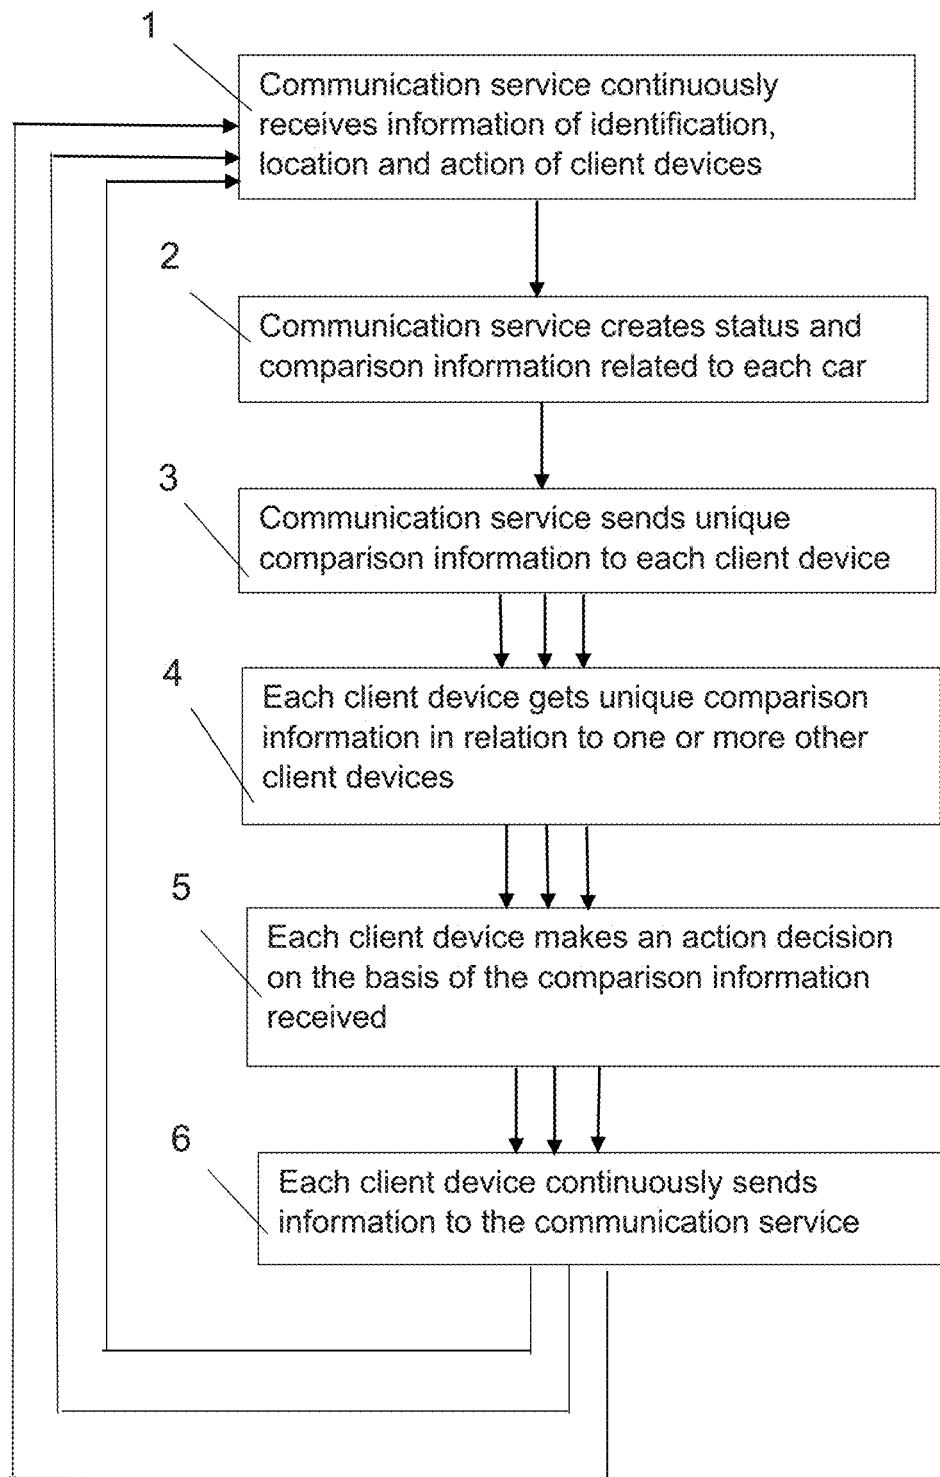 1
Communication service continuously
receives information of identification,
location and action of client devices
2
Communication service creates status and
comparison information related to each car
3
Communication service sends unique
comparison information to each client device
4
Each client device gets unique comparison
information in relation to one or more other
client devices
5
Each client device makes an action decision
on the basis of the comparison information
received
6
Each client device continuously sends
information to the communication service